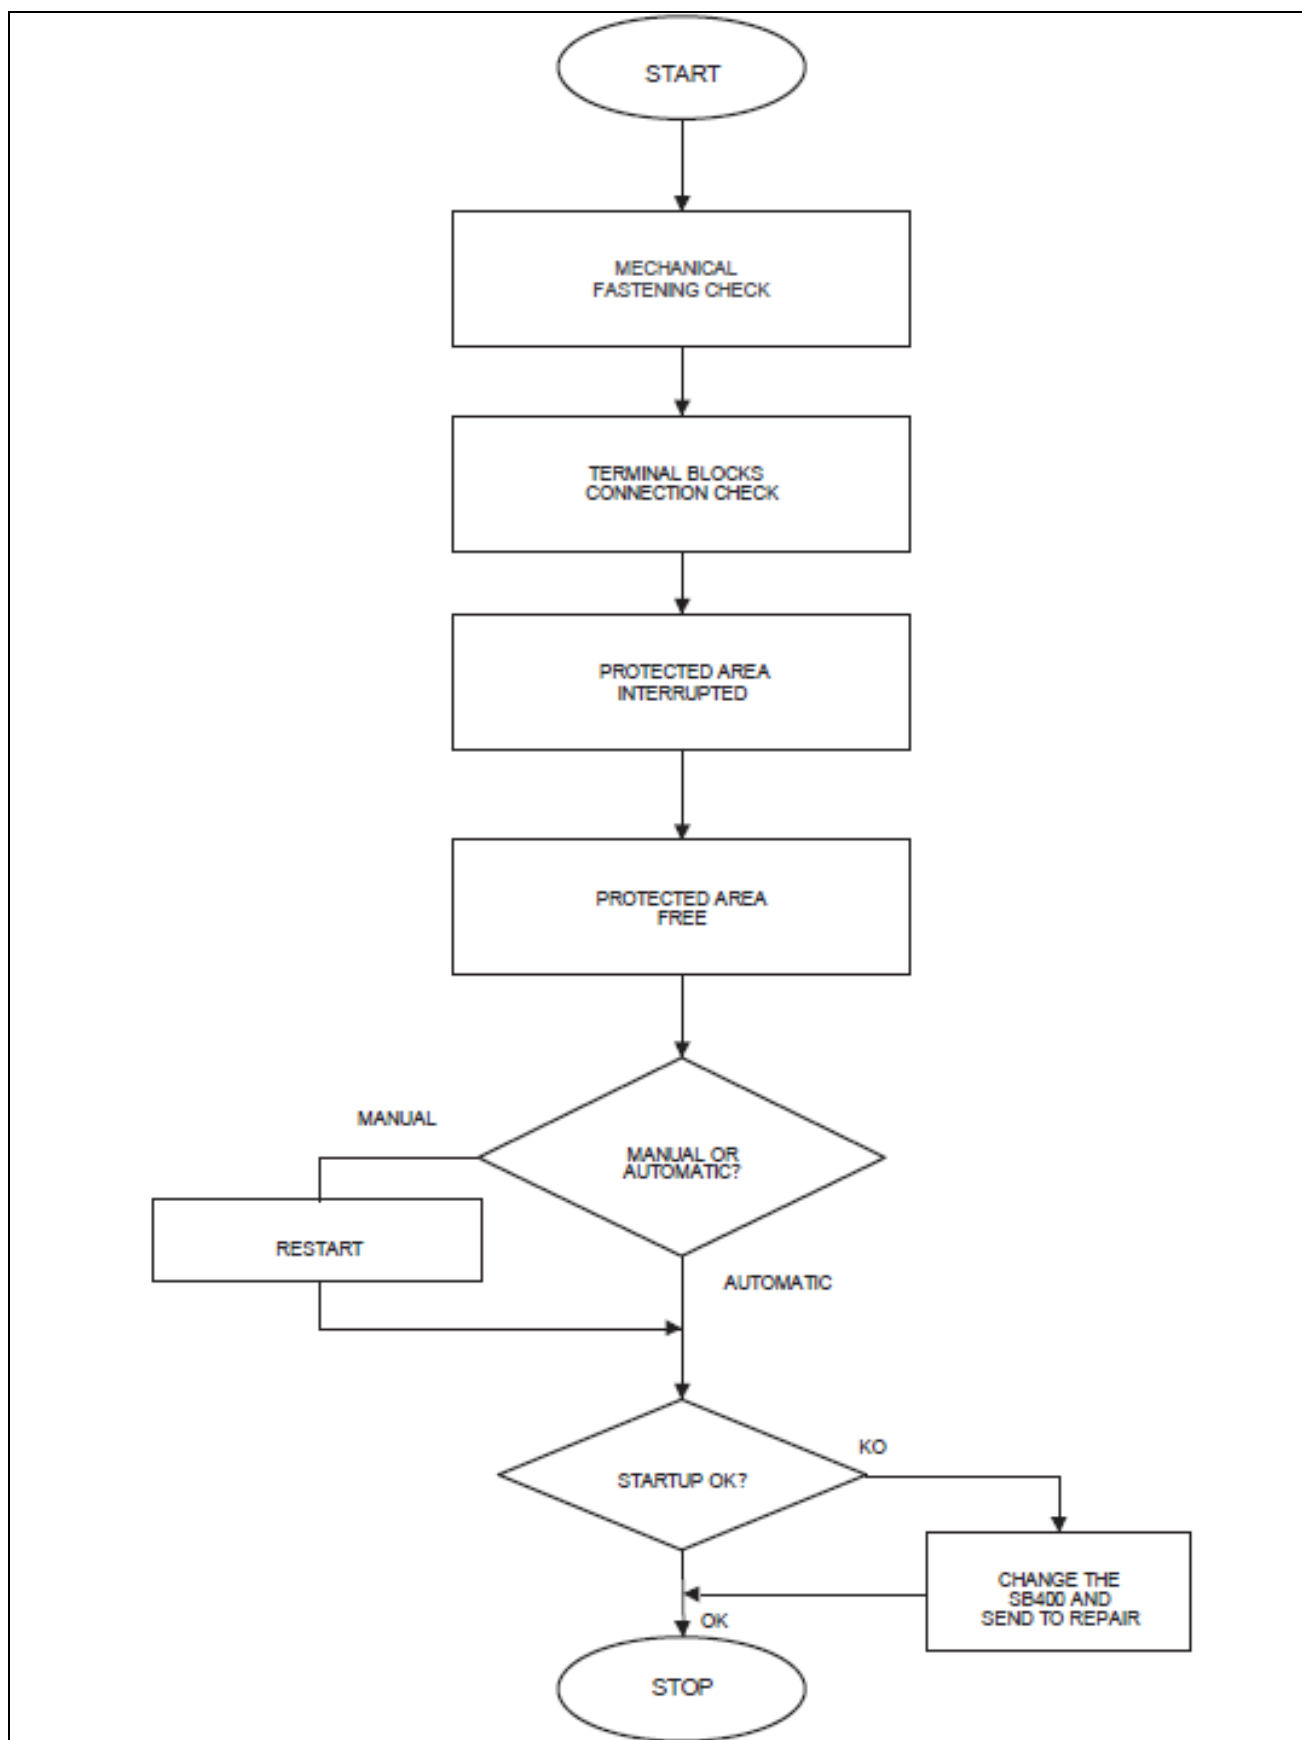 START
MECHANICAL
FASTENING CHECK
TERMINAL BLOCKS
CONNECTION CHECK
PROTECTED AREA
INTERRUPTED
PROTECTED AREA
FREE
MANUAL
MANUAL OR
AUTOMATIC?
RESTART
AUTOMATIC
KO
STARTUP OK?
CHANGE THE
SB400 AND
SEND TO REPAIR
OK
STOP